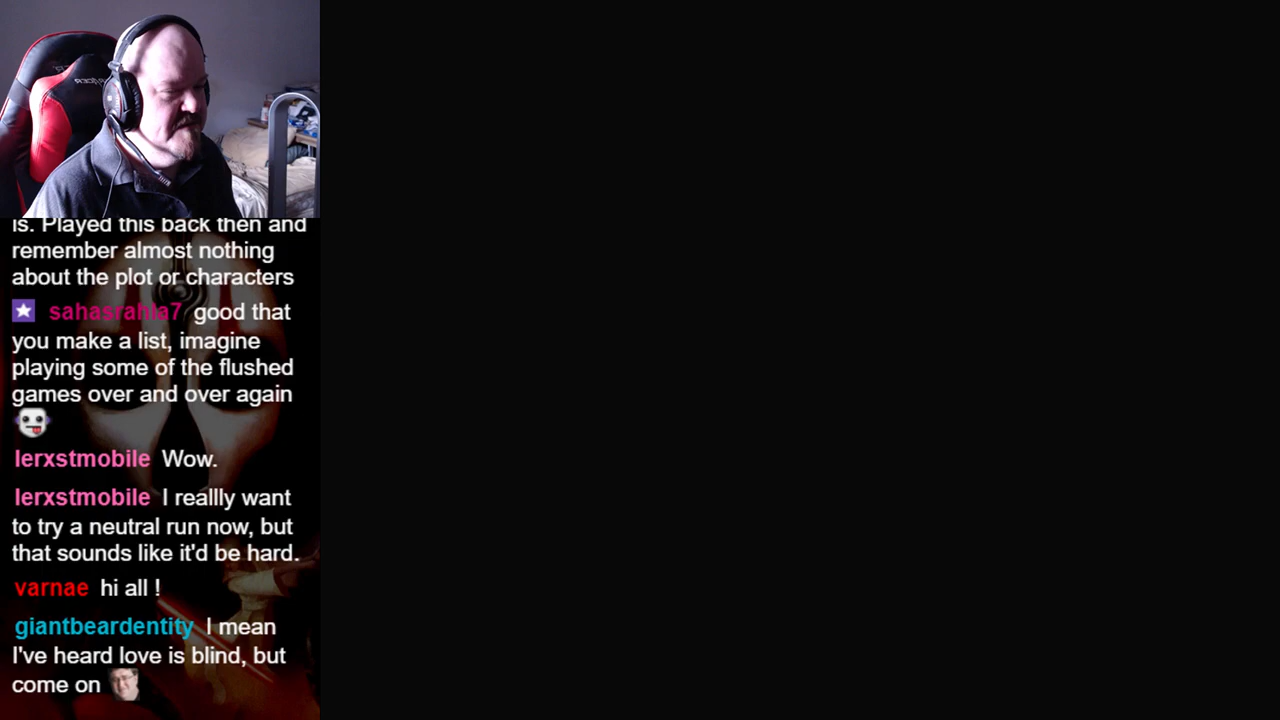 is. Played this back then and
remember almost nothing
about the plot or characters
sahasrahla7 good that
you make a list, imagine
playing some of the flushed
games over and over again
lerxstmobile Wow.
lerxstmobile I reallly want
to try a neutral run now, but
that sounds like it'd be hard.
varnae hi all !
giantbeardentity I mean
I've heard love is blind, but
come on